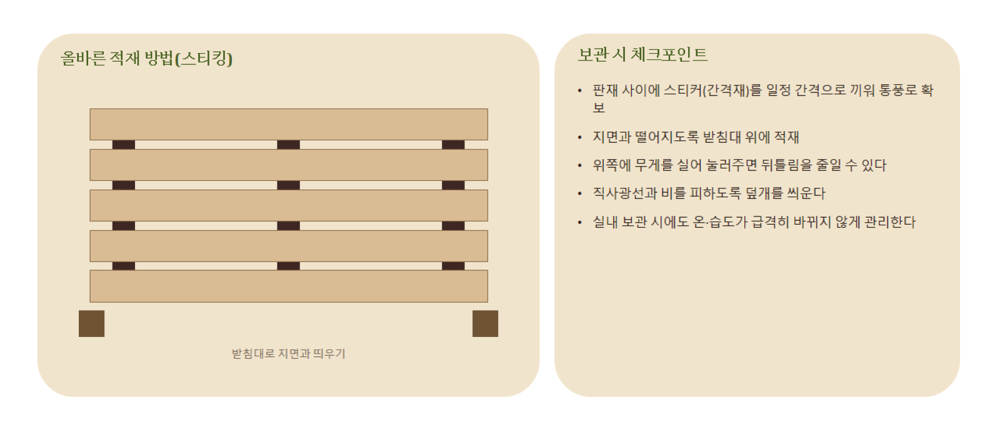 올바른 적재 방법(스티킹)
받침대로 지면과 띄우기
보관 시 체크포인트
• 판재 사이에 스티커(간격재)를 일정 간격으로 끼워 통풍로 확
보
• 지면과 떨어지도록 받침대 위에 적재
• 위쪽에 무게를 실어 눌러주면 뒤틀림을 줄일 수 있다
• 직사광선과 비를 피하도록 덮개를 씌운다
• 실내 보관 시에도 온·습도가 급격히 바뀌지 않게 관리한다